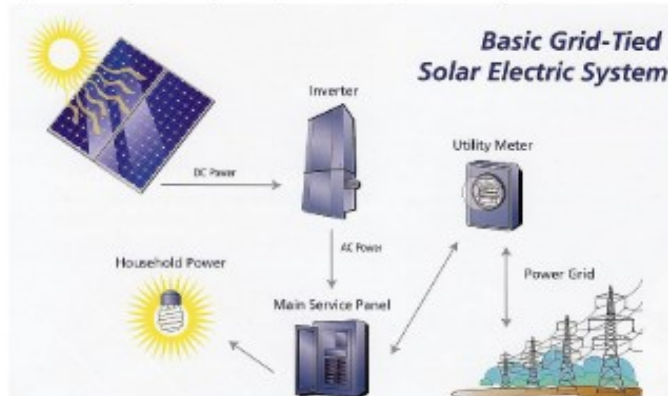 Basic Grid-Tied
Solar Electric System
Inverter
Utility Meter
DC Power
AC Power
Household Power
Power Grid
Main Service Panel